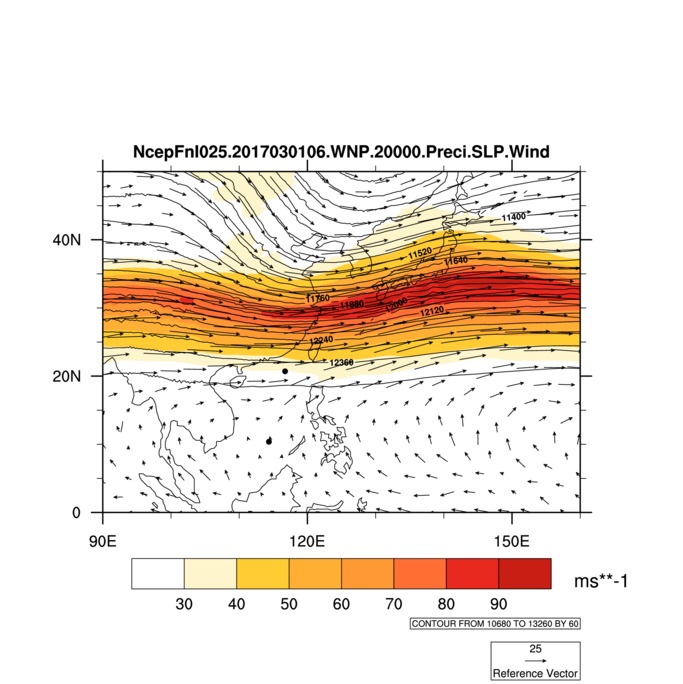 NcepFnl025.2017030106.WNP.20000.Preci.SLP.Wind
11400
40N
11520
11640
11760
11880
12000
12120
12240
12360
20N
0
90E 120E 150E
ms**-1
30 40 50 60 70 80 90
CONTOUR FROM 10680 TO 13260 BY 60
25
Reference Vector